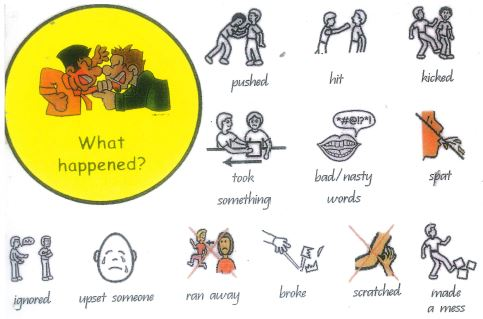 What
happened?
pushed
hit
kicked
*#@!?*!
took
something
bad/nasty
words
spat
ignored
upset someone
ran away
broke
scratched
made
a mess